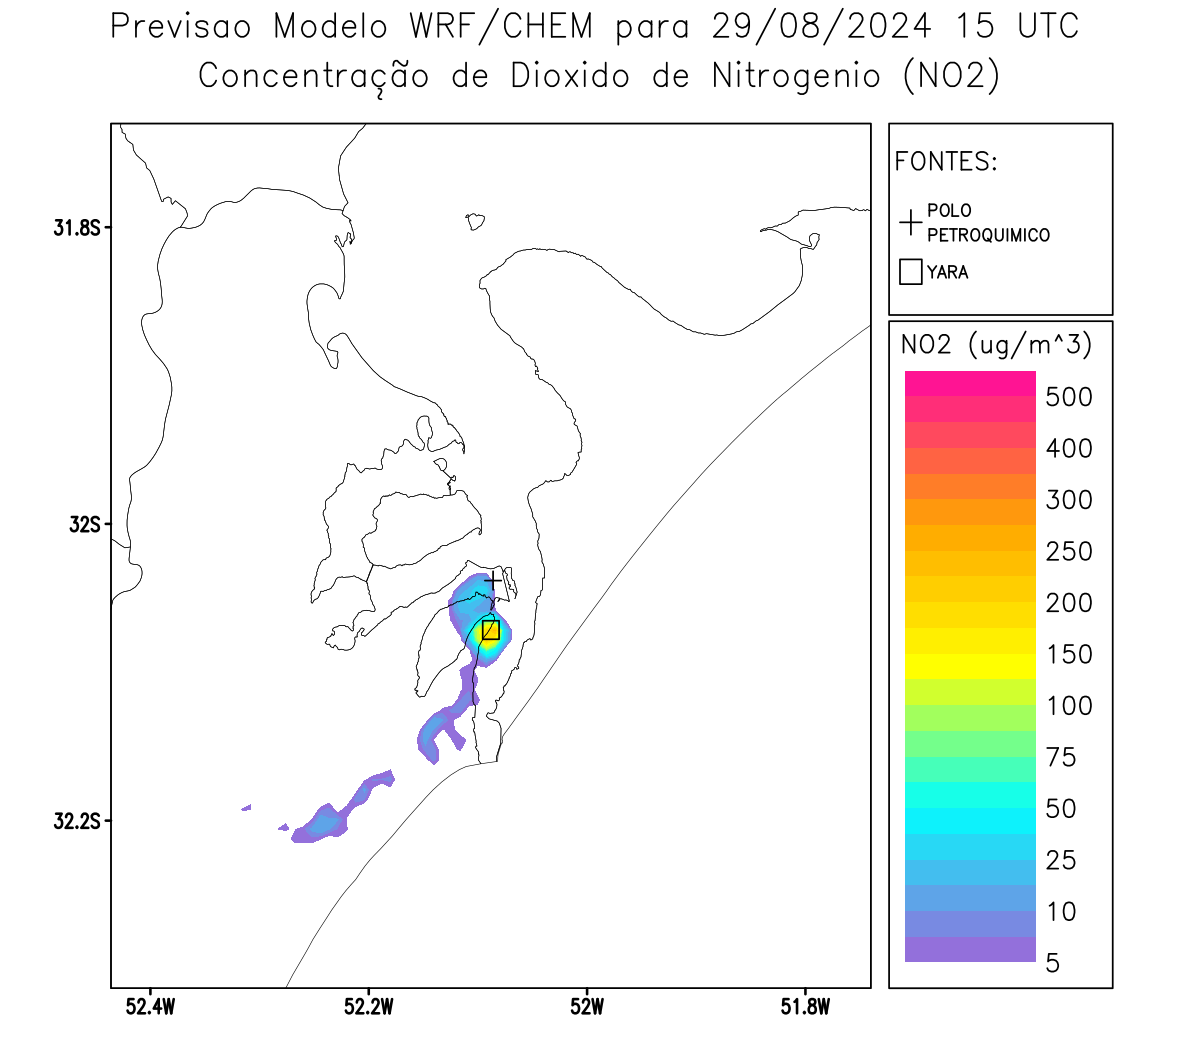 Previsao Modelo WRF/CHEM para 29/08/2024 15 UTC
Concentração de Dioxido de Nitrogenio (NO2)
FONTES:
POLO
PETROQUIMICO
YARA
NO2 (ug/m^3)
500
400
300
250
200
150
100
75
50
25
10
5
31.8S
32S
32.2S
52.4W
52.2W
52W
51.8W